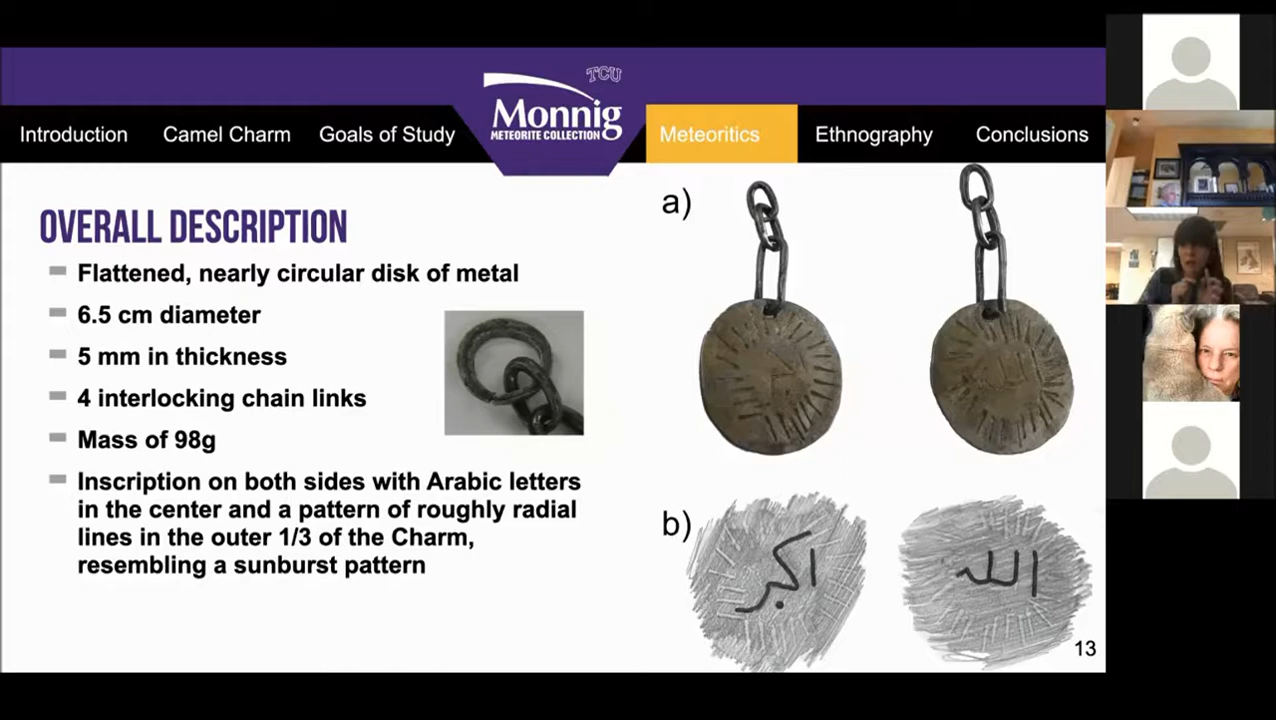 TCU
Monnig
METEORITE COLLECTION
Introduction
Camel Charm
Goals of Study
Meteoritics
Ethnography
Conclusions
OVERALL DESCRIPTION
Flattened, nearly circular disk of metal
6.5 cm diameter
5 mm in thickness
4 interlocking chain links
Mass of 98g
Inscription on both sides with Arabic letters
in the center and a pattern of roughly radial
lines in the outer 1/3 of the Charm,
resembling a sunburst pattern
a)
b)
اكبر
الله
13